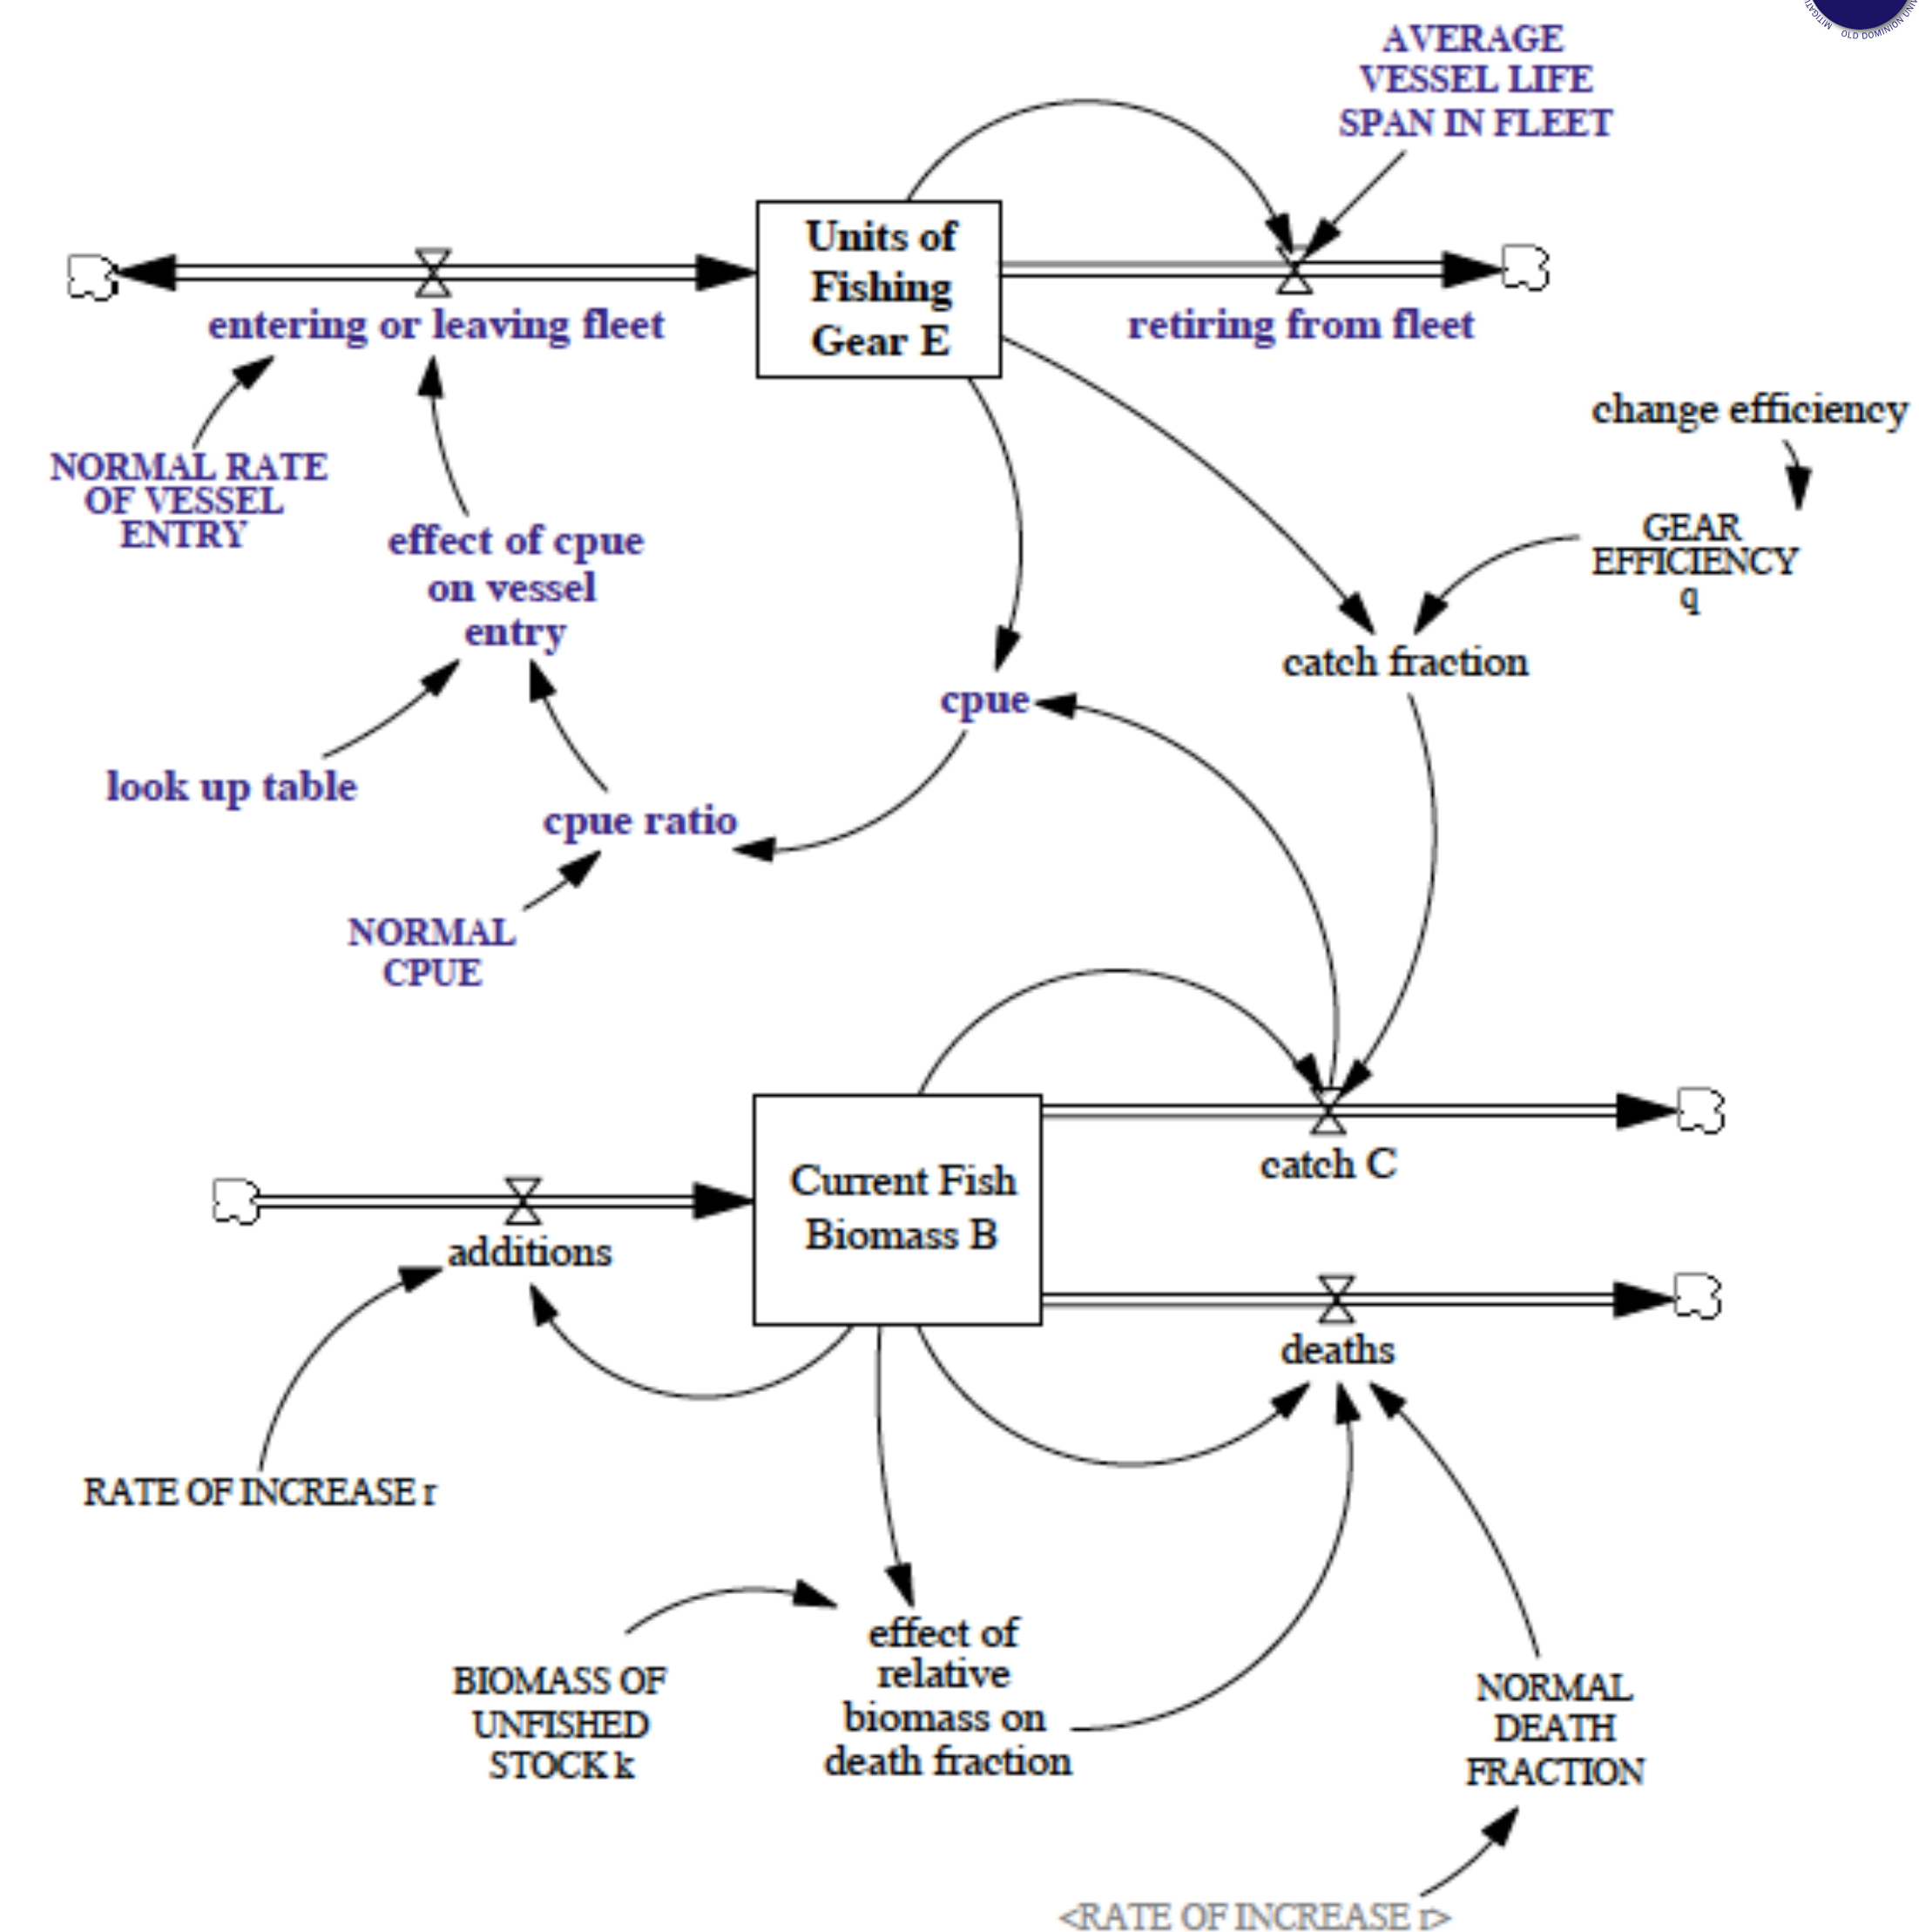 OLD DOMINION
AVERAGE
VESSEL LIFE
SPAN IN FLEET
Units of
Fishing
Gear E
entering or leaving fleet
retiring from fleet
change efficiency
NORMAL RATE
OF VESSEL
ENTRY
effect of cpue
on vessel
entry
GEAR
EFFICIENCY
q
catch fraction
cpue
look up table
cpue ratio
NORMAL
CPUE
catch C
Current Fish
Biomass B
additions
deaths
RATE OF INCREASE r
effect of
relative
biomass on
death fraction
BIOMASS OF
UNFISHED
STOCK k
NORMAL
DEATH
FRACTION
<RATE OF INCREASE r>